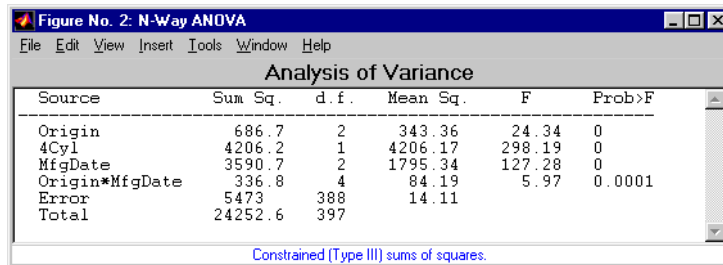 Figure No. 2: N-Way ANOVA
File Edit View Insert Tools Window Help
Analysis of Variance
Source Sum Sq. d.f. Mean Sq. F Prob>F
Origin 686.7 2 343.36 24.34 0
4Cyl 4206.2 1 4206.17 298.19 0
MfgDate 3590.7 2 1795.34 127.28 0
Origin*MfgDate 336.8 4 84.19 5.97 0.0001
Error 5473 388 14.11
Total 24252.6 397
Constrained (Type III) sums of squares.